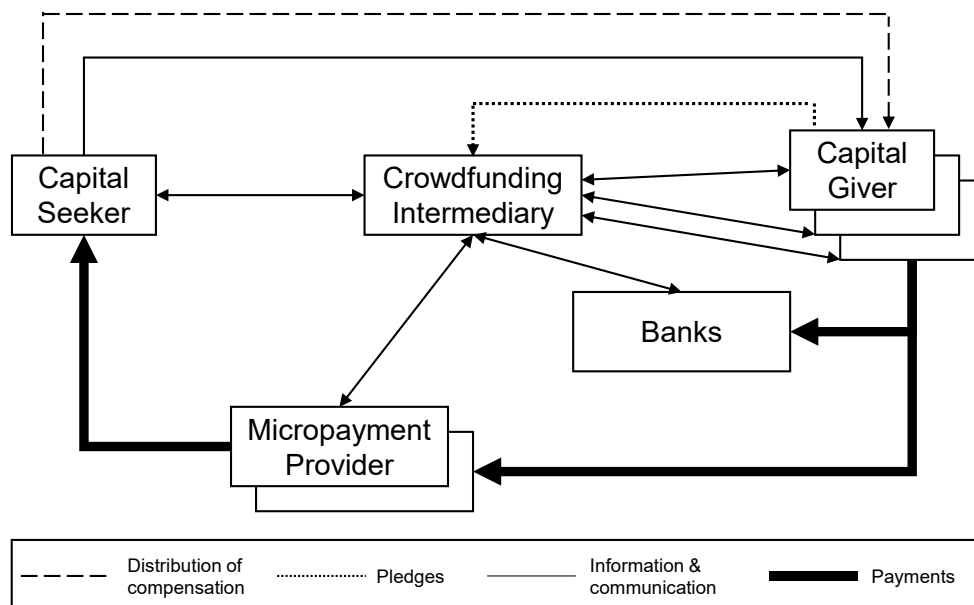 Capital
Seeker
Crowdfunding
Intermediary
Capital
Giver
Banks
Micropayment
Provider
Distribution of
compensation
Pledges
Information &
communication
Payments